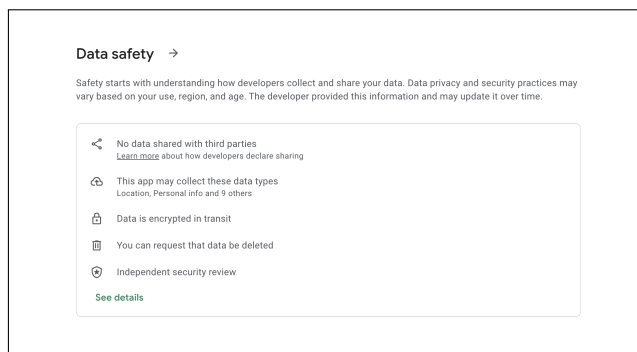 Data safety →
Safety starts with understanding how developers collect and share your data. Data privacy and security practices may
vary based on your use, region, and age. The developer provided this information and may update it over time.
No data shared with third parties
Learn more about how developers declare sharing
This app may collect these data types
Location, Personal info and 9 others
Data is encrypted in transit
You can request that data be deleted
Independent security review
See details